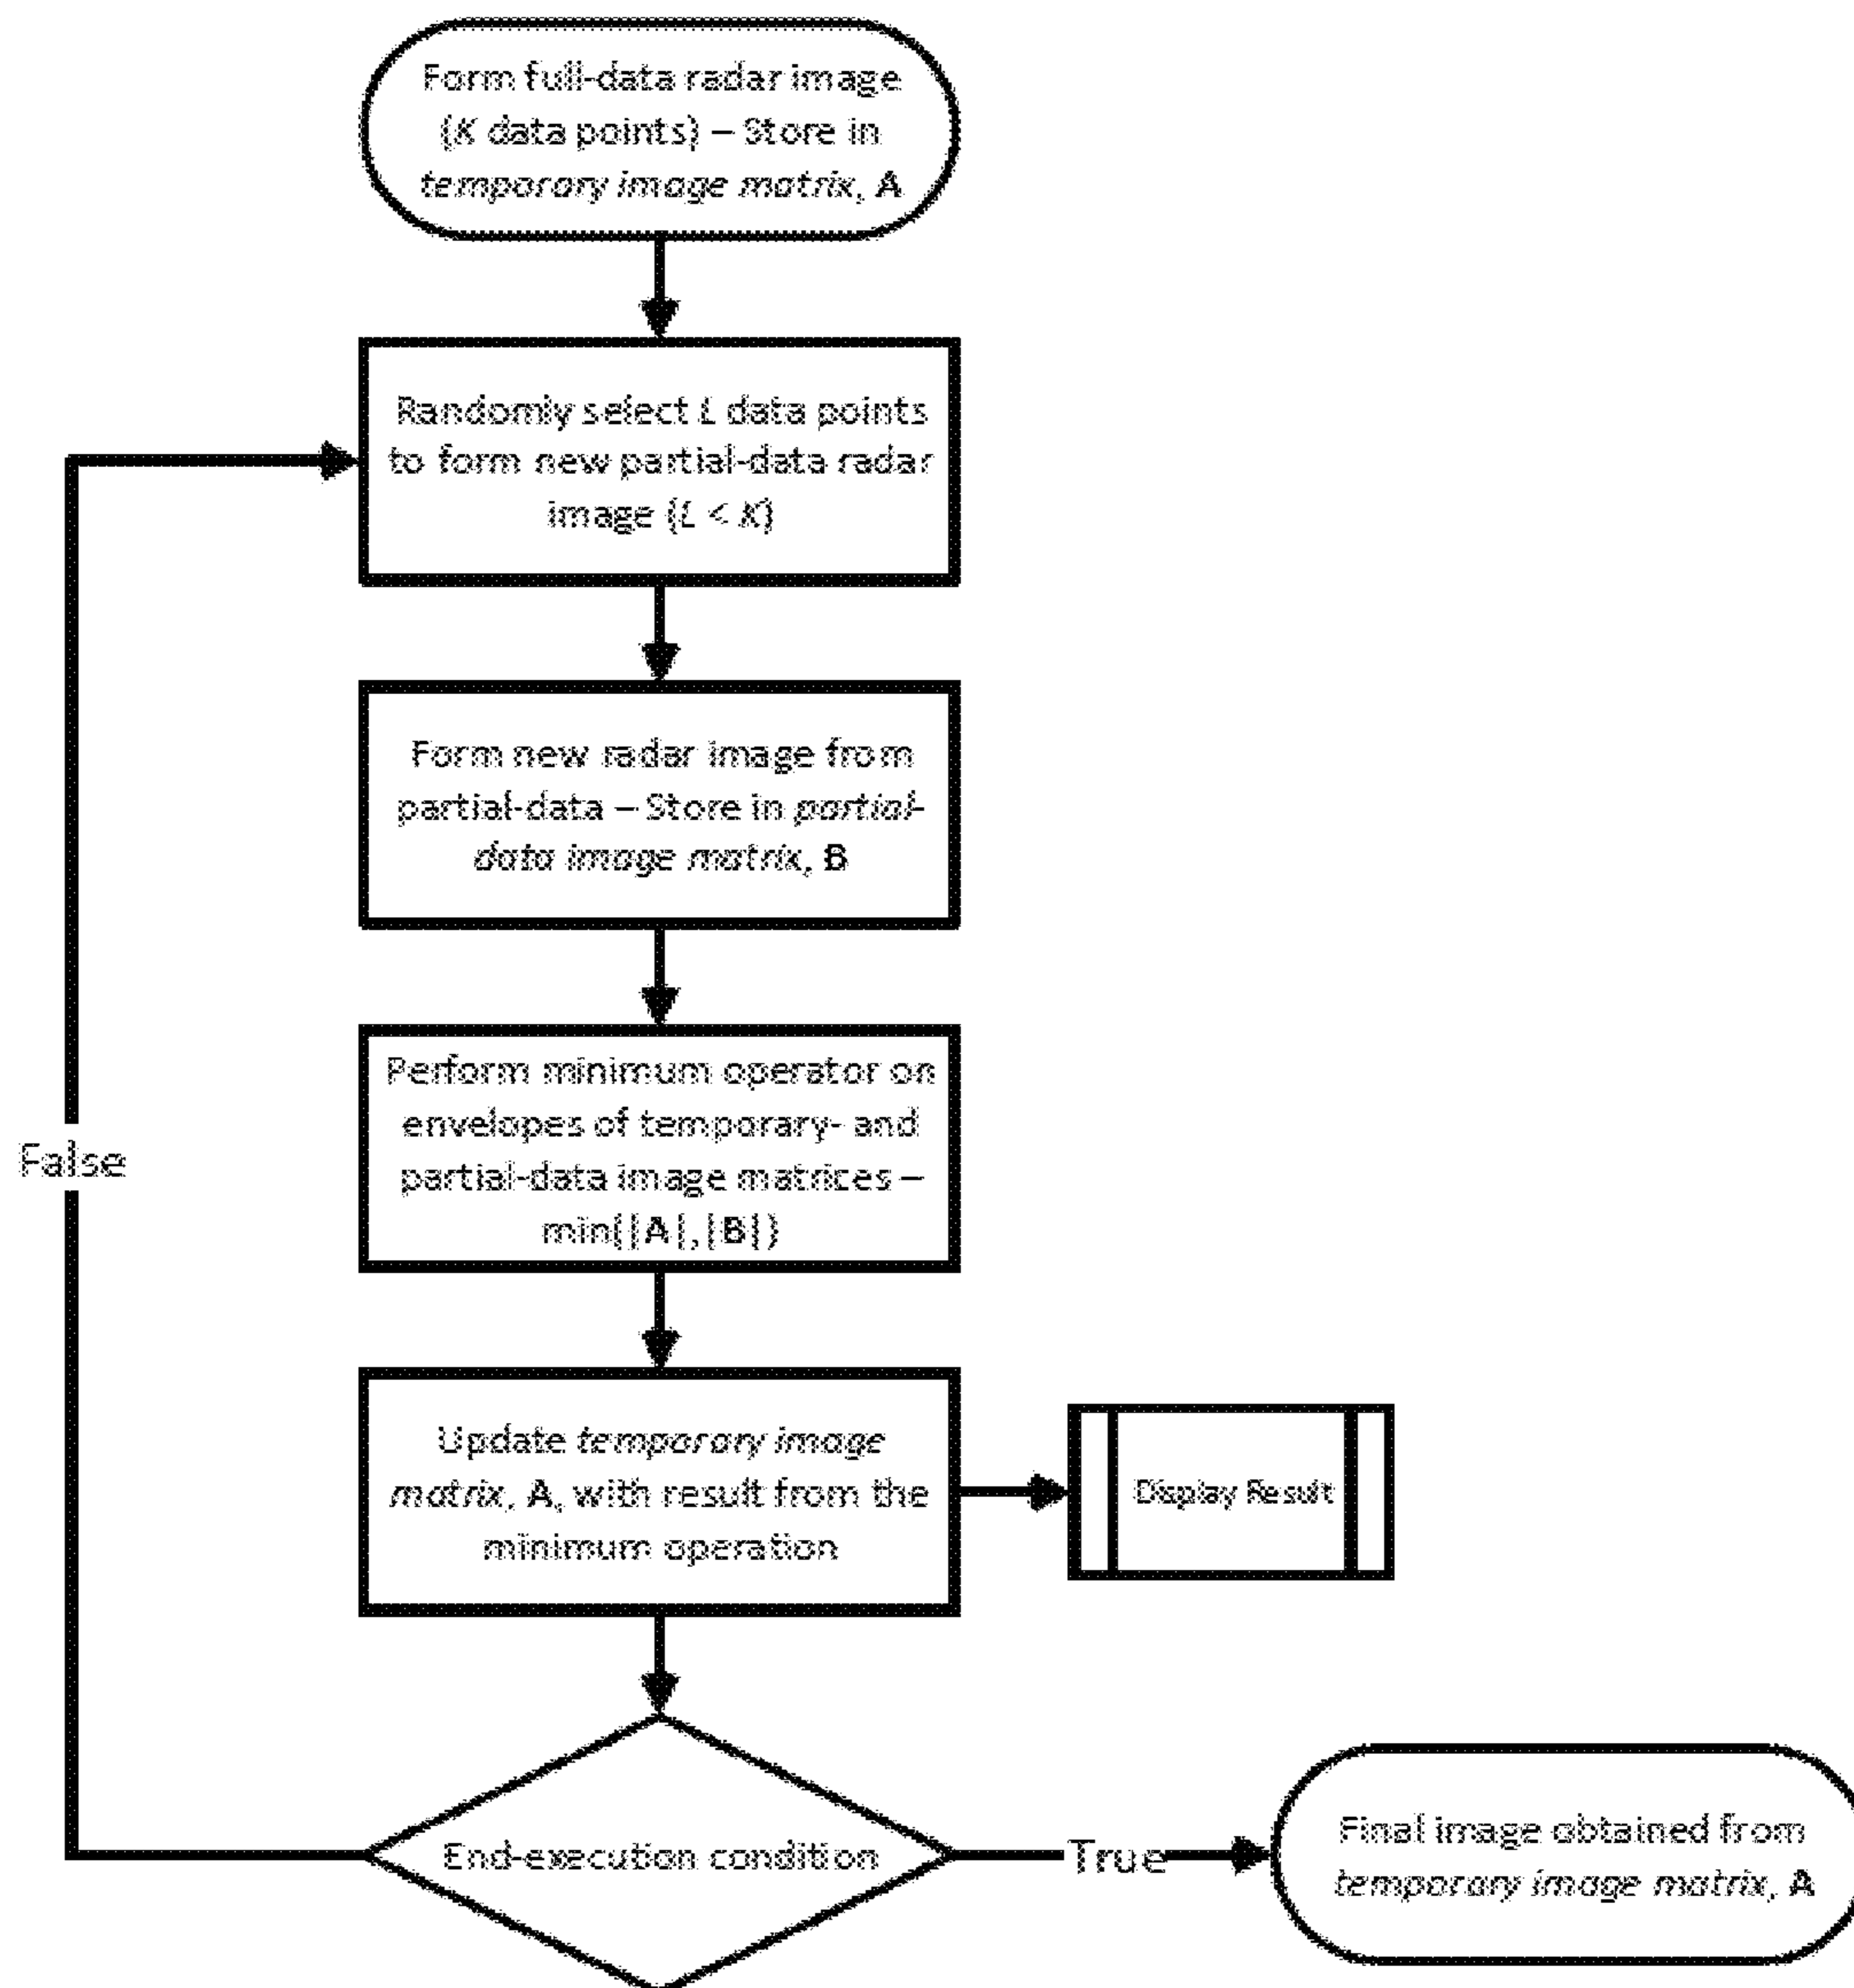 Form full-data radar image
(K data points) – Store in
temporary image matrix, A
Randomly select L data points
to form new partial-data radar
image (L < K)
Form new radar image from
partial-data – Store in partial-
data image matrix, B
Perform minimum operator on
envelopes of temporary- and
partial-data image matrices –
min(|A|,|B|)
False
Update temporary image
matrix, A, with result from the
minimum operation
Display Result
End-execution condition
True
Final image obtained from
temporary image matrix, A